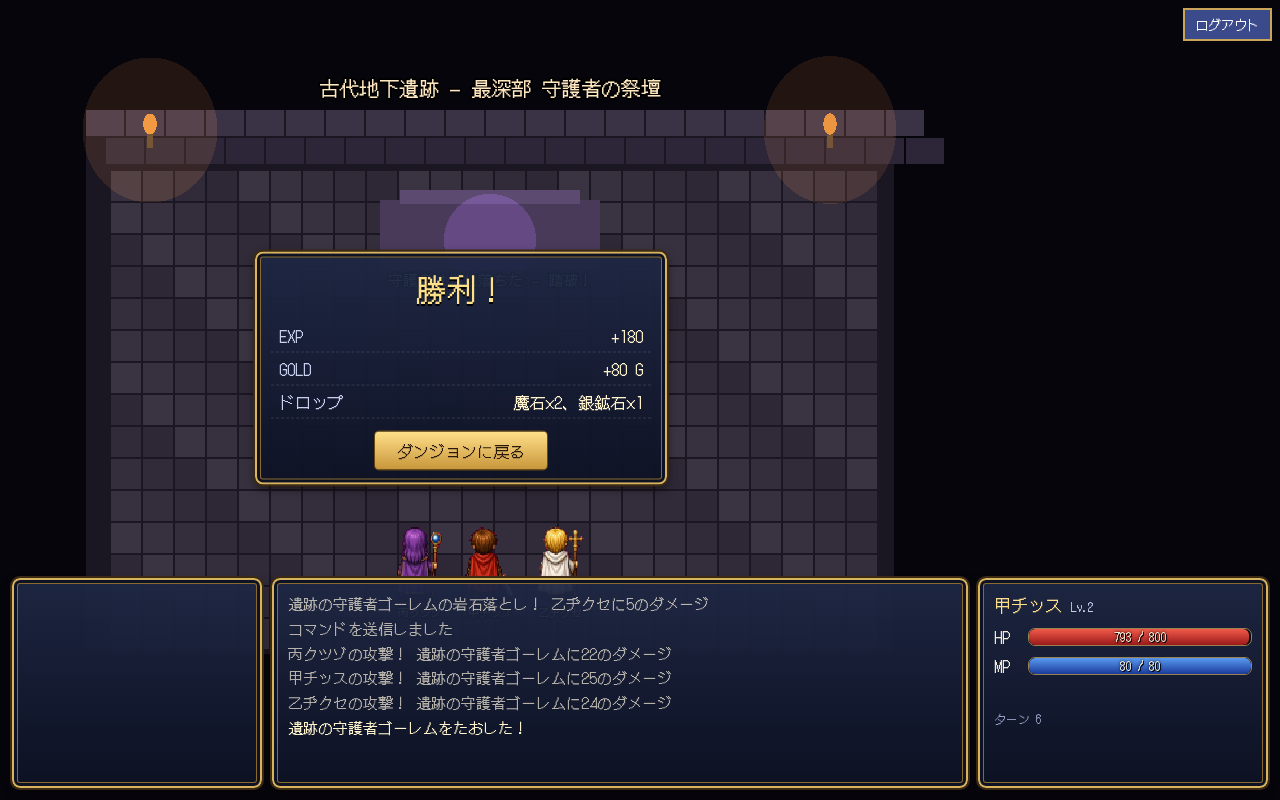 ログアウト
古代地下遺跡 – 最深部 守護者の祭壇
勝利！
EXP +180
GOLD +80 G
ドロップ 魔石x2、銀鉱石x1
ダンジョンに戻る
遺跡の守護者ゴーレムの岩石落とし！ 乙ヂクセに5のダメージ
コマンドを送信しました
丙クツゾの攻撃！ 遺跡の守護者ゴーレムに22のダメージ
甲チッスの攻撃！ 遺跡の守護者ゴーレムに25のダメージ
乙ヂクセの攻撃！ 遺跡の守護者ゴーレムに24のダメージ
遺跡の守護者ゴーレムをたおした！
甲チッス Lv.2
HP 793 / 800
MP 80 / 80
ターン 6